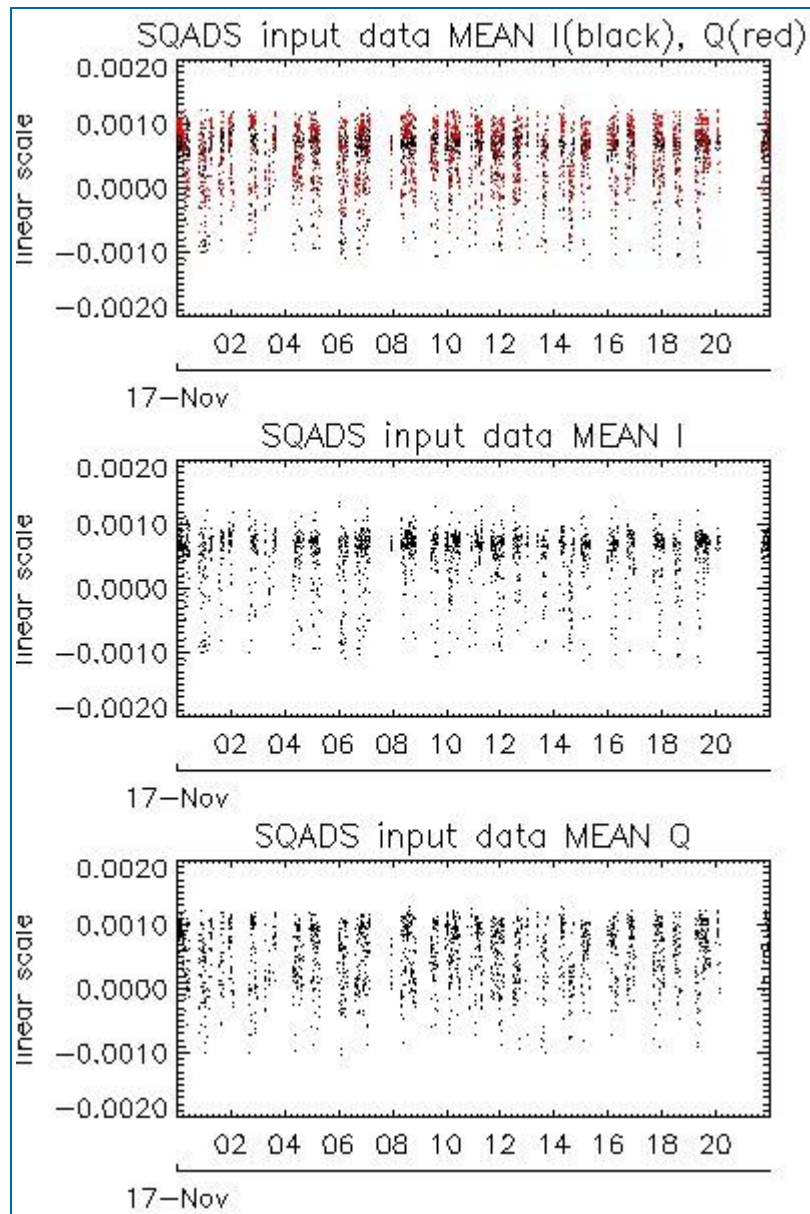 SQADS input data MEAN I(black), Q(red)
linear scale
0.0020
0.0010
0.0000
-0.0010
-0.0020
02 04 06 08 10 12 14 16 18 20
17-Nov
SQADS input data MEAN I
linear scale
0.0020
0.0010
0.0000
-0.0010
-0.0020
02 04 06 08 10 12 14 16 18 20
17-Nov
SQADS input data MEAN Q
linear scale
0.0020
0.0010
0.0000
-0.0010
-0.0020
02 04 06 08 10 12 14 16 18 20
17-Nov